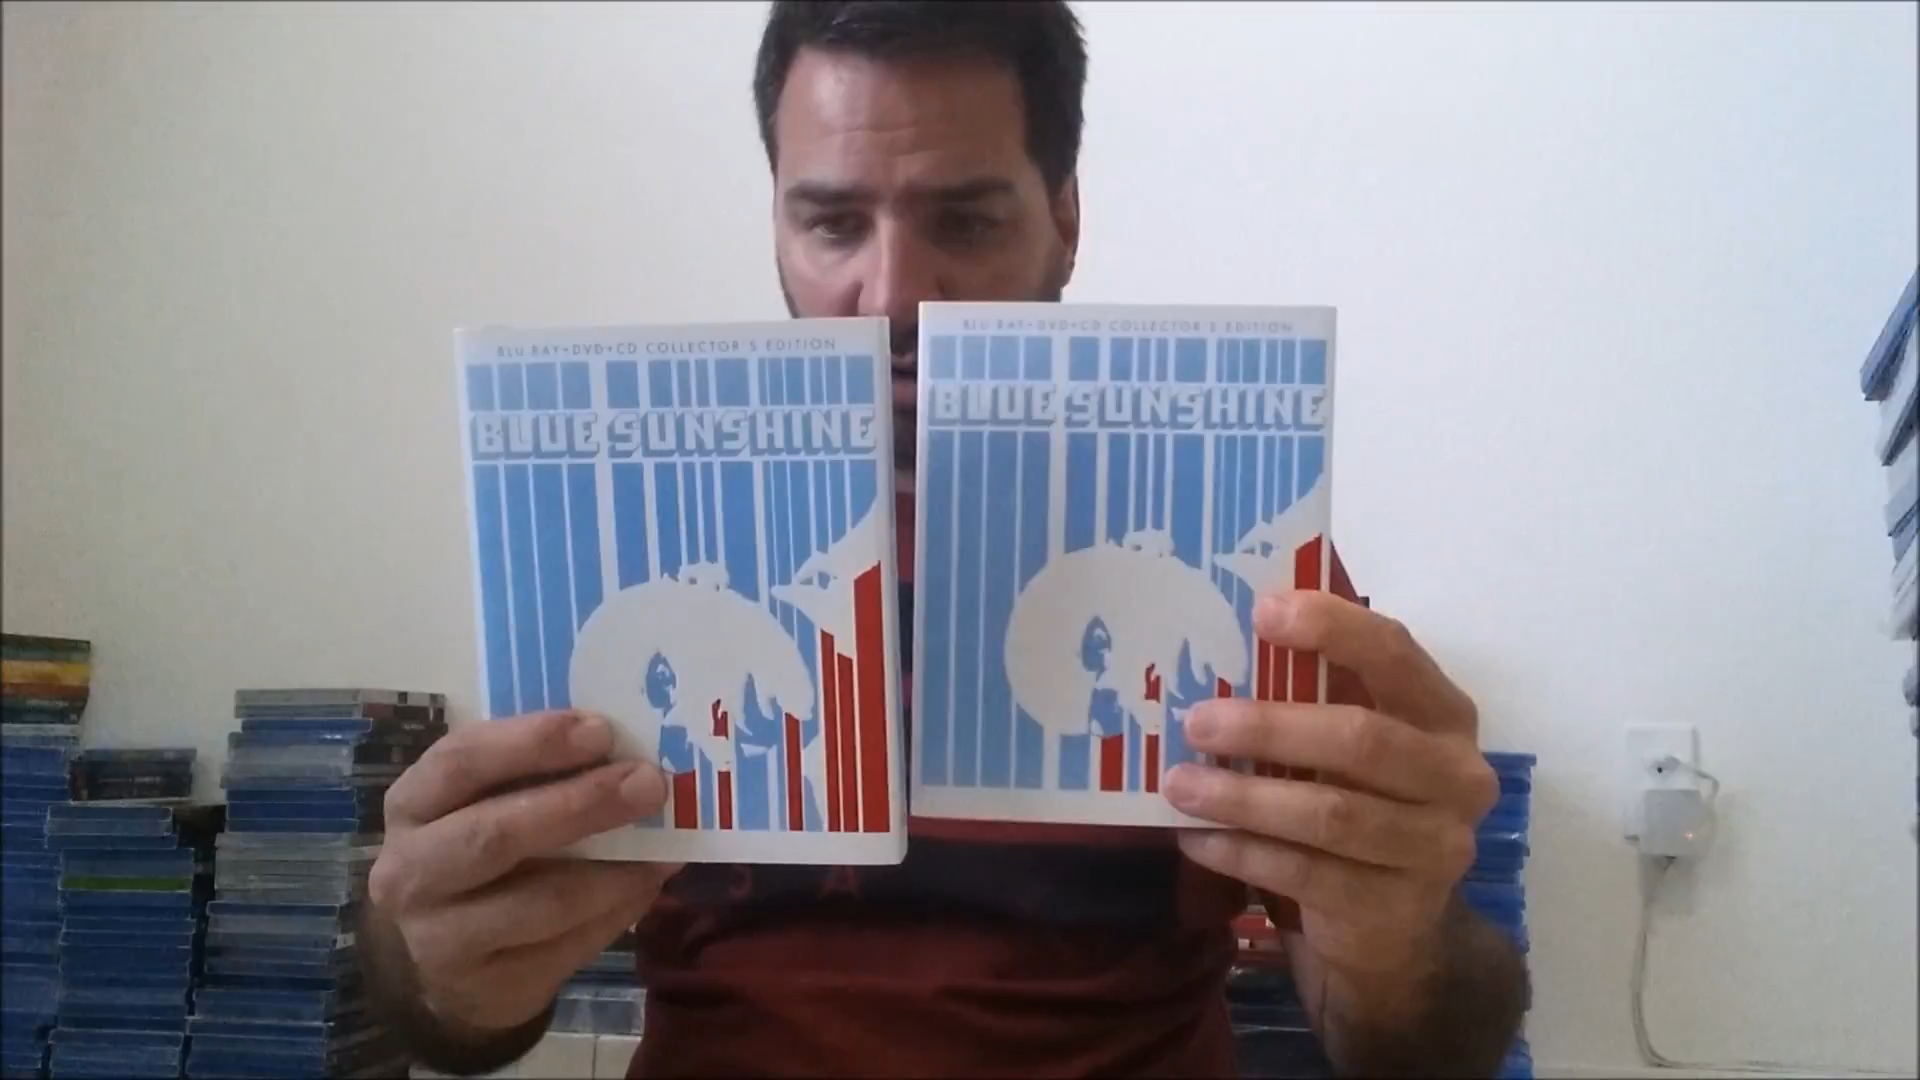 BLU-RAY+DVD+CD COLLECTOR'S EDITION
BLUE SUNSHINE
BLU-RAY+DVD+CD COLLECTOR'S EDITION
BLUE SUNSHINE
S A